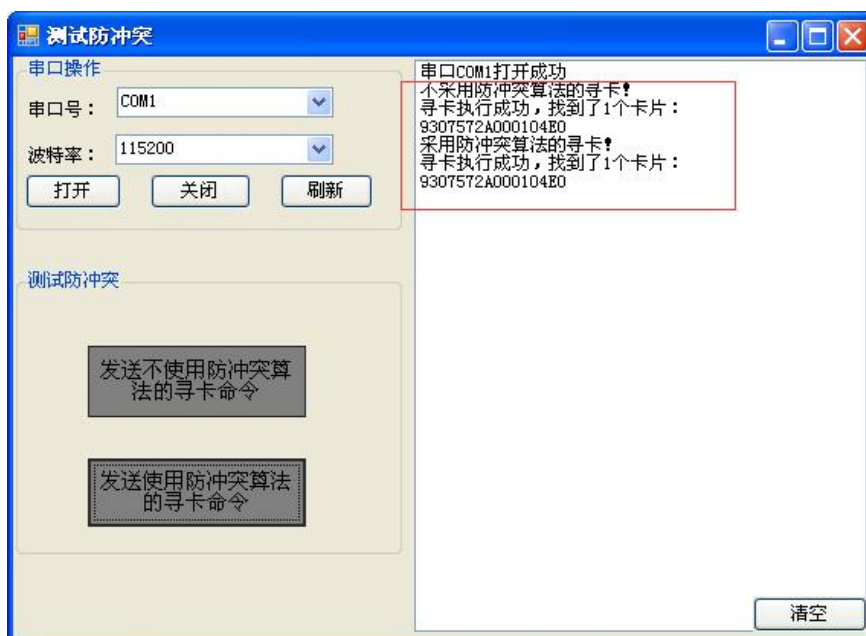 测试防冲突
串口操作
串口号：
COM1
波特率：
115200
打开
关闭
刷新
测试防冲突
发送不使用防冲突算
法的寻卡命令
发送使用防冲突算法
的寻卡命令
串口COM1打开成功
不采用防冲突算法的寻卡！
寻卡执行成功，找到了1个卡片：
9307572A000104E0
采用防冲突算法的寻卡！
寻卡执行成功，找到了1个卡片：
9307572A000104E0
清空